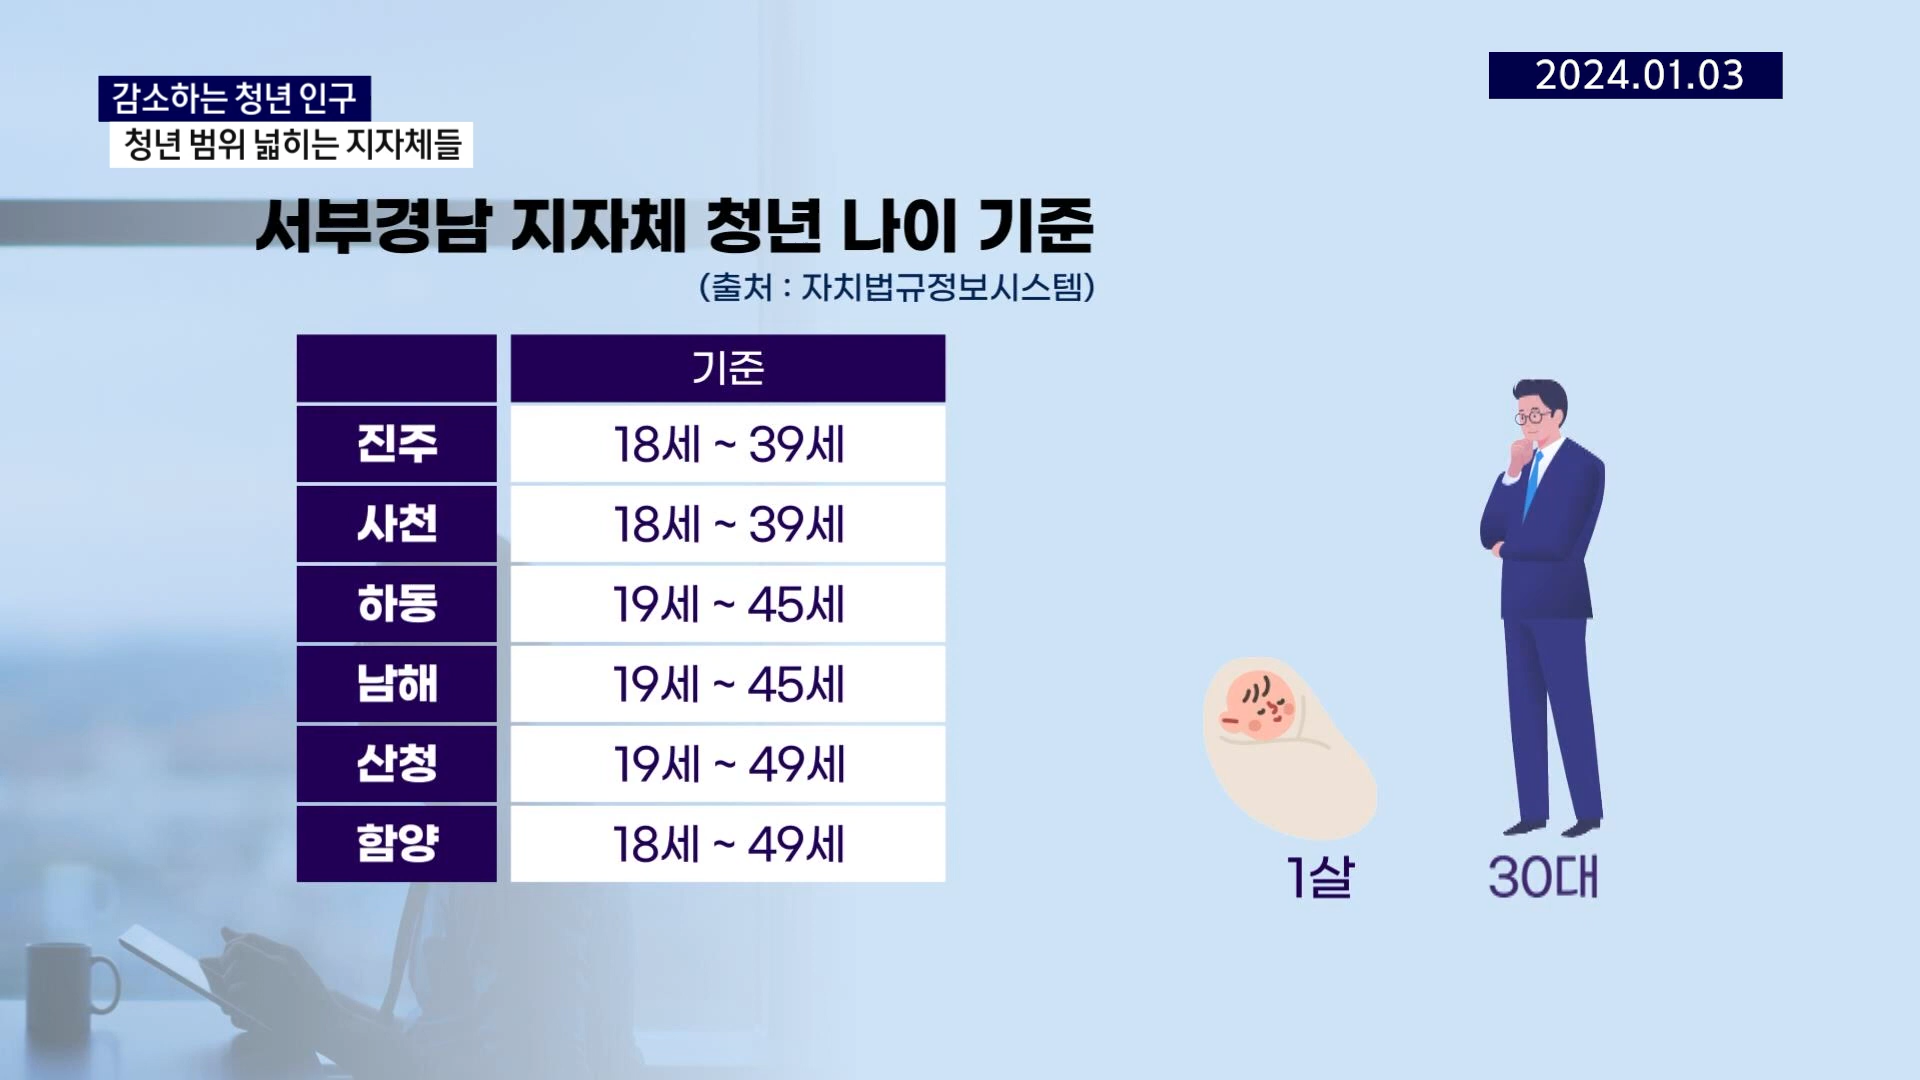 감소하는 청년 인구
청년 범위 넓히는 지자체들
2024.01.03
서부경남 지자체 청년 나이 기준
(출처 : 자치법규정보시스템)
기준
진주 18세 ~ 39세
사천 18세 ~ 39세
하동 19세 ~ 45세
남해 19세 ~ 45세
산청 19세 ~ 49세
함양 18세 ~ 49세
1살 30대